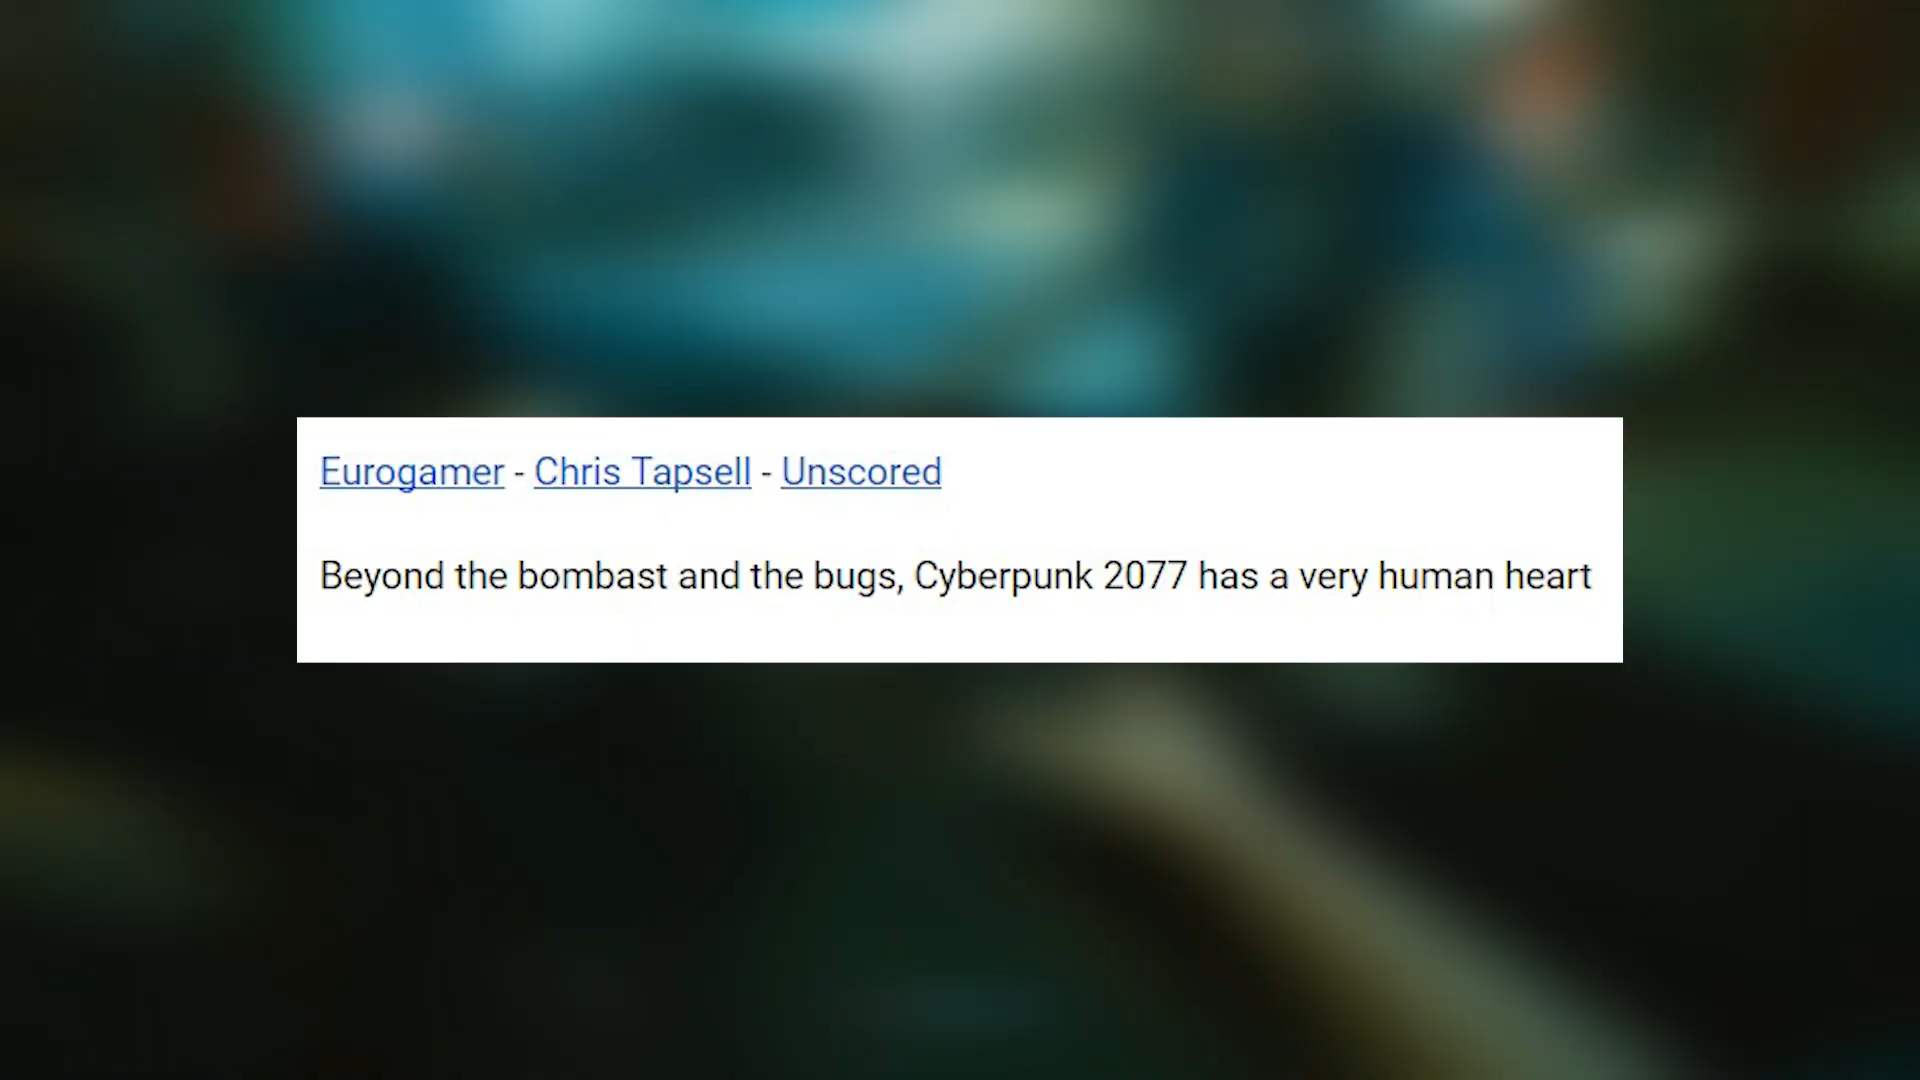 Eurogamer - Chris Tapsell - Unscored
Beyond the bombast and the bugs, Cyberpunk 2077 has a very human heart